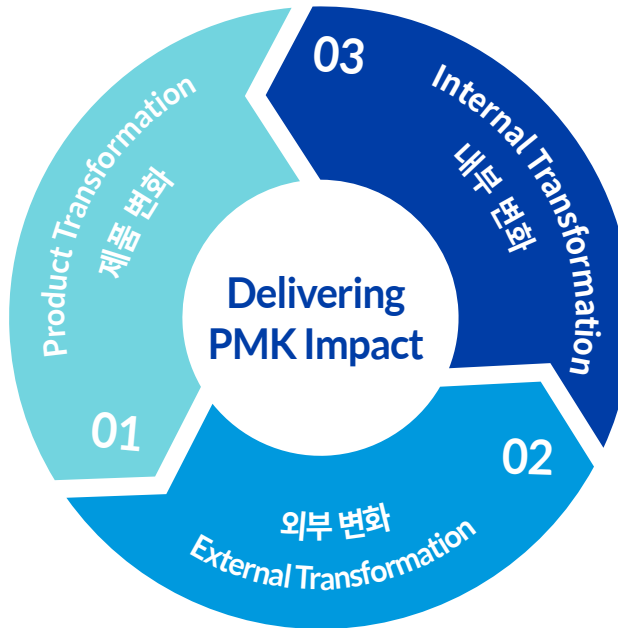 Delivering
PMK Impact
01
Product Transformation
제품 변화
02
외부 변화
External Transformation
03
Internal Transformation
내부 변화